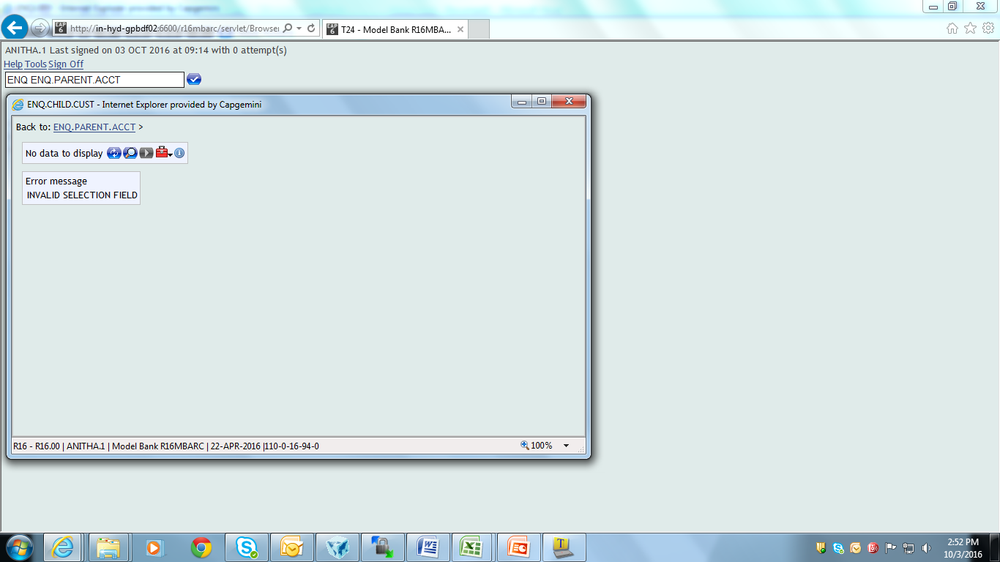 http://in-hyd-gpbdf02:6600/r16mbarc/servlet/Browser
T24 - Model Bank R16MBA...
ANITHA.1 Last signed on 03 OCT 2016 at 09:14 with 0 attempt(s)
Help Tools Sign Off
ENQ ENQ.PARENT.ACCT
ENQ.CHILD.CUST - Internet Explorer provided by Capgemini
Back to: ENQ.PARENT.ACCT >
No data to display
Error message
INVALID SELECTION FIELD
R16 - R16.00 | ANITHA.1 | Model Bank R16MBARC | 22-APR-2016 |110-0-16-94-0
100%
2:52 PM
10/3/2016